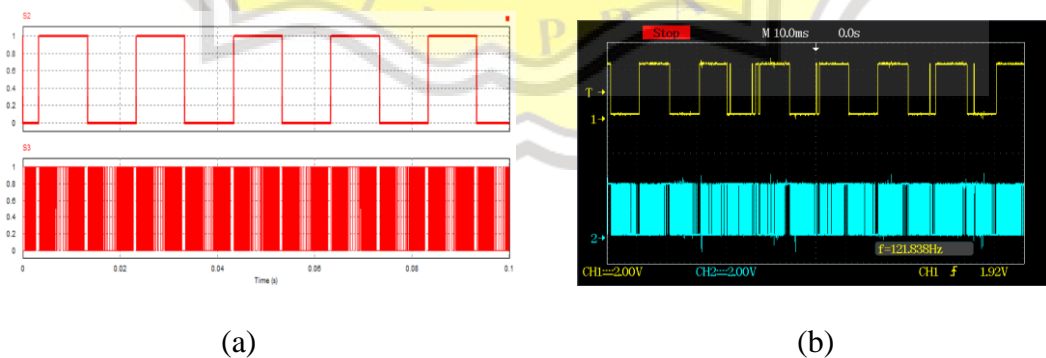 S2
1
0.8
0.6
0.4
0.2
0
S3
1
0.8
0.6
0.4
0.2
0
0 0.02 0.04 0.06 0.08 0.1
Time (s)
(a)
P R
Stop M 10.0ms 0.0s
T
1
2
f=121.838Hz
CH1 2.00V CH2 2.00V CH1 1.92V
(b)